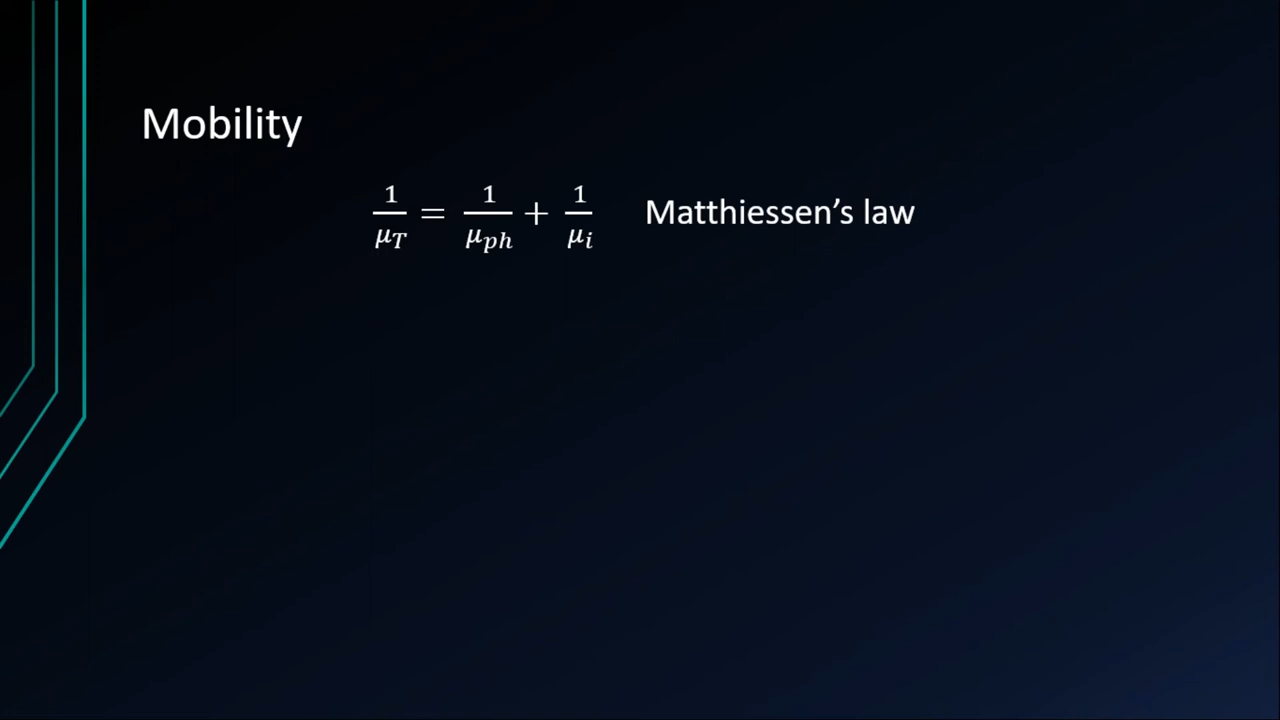 Mobility
1/μ_T = 1/μ_ph + 1/μ_i Matthiessen’s law